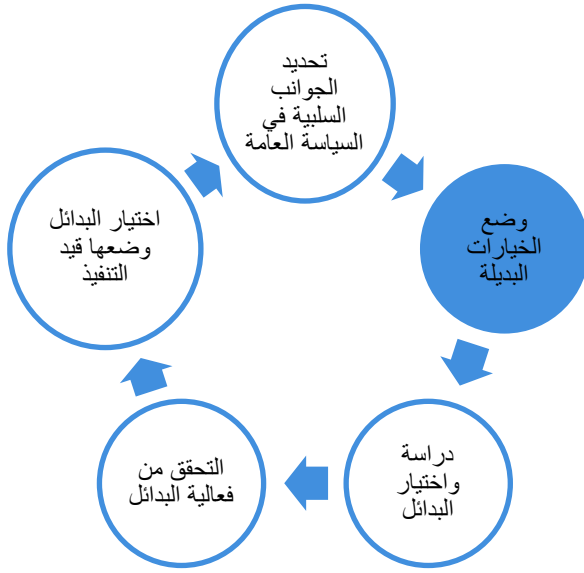 تحديد
الجوانب
السلبية في
السياسة العامة
وضع
الخيارات
البديلة
دراسة
واختيار
البدائل
التحقق من
فعالية البدائل
اختيار البدائل
وضعها قيد
التنفيذ